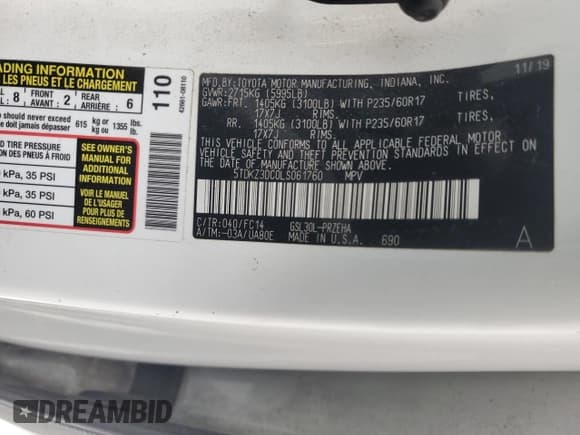 ADING INFORMATION
LES PNEUS ET LE CHARGEMENT
8 FRONT AVANT : 2 REAR ARRIÈRE : 6
should never exceed
doit jamais dépasser 615 kg or kg ou 1355 lbs. lb.
D TIRE PRESSURE
PNEUS À FROID
kPa, 35 PSI
kPa, 35 PSI
kPa, 60 PSI
SEE OWNER'S
MANUAL FOR
ADDITIONAL
INFORMATION
VOIR LE MANUEL
DE L'USAGER
POUR PLUS DE
RENSEIGNEMENTS
110
42661-08110
11/19
MFD.BY:TOYOTA MOTOR MANUFACTURING, INDIANA, INC.
GVWR:2715KG (5995LB)
GAWR:FRT. 1405KG (3100LB) WITH P235/60R17 TIRES,
17X7J RIMS.
RR. 1405KG (3100LB) WITH P235/60R17 TIRES,
17X7J RIMS.
THIS VEHICLE CONFORMS TO ALL APPLICABLE FEDERAL MOTOR
VEHICLE SAFETY AND THEFT PREVENTION STANDARDS IN EFFECT ON
THE DATE OF MANUFACTURE SHOWN ABOVE.
5TDKZ3DC0LS061760 MPV
C/TR:040/FC14 GSL30L-PRZEHA
A/TM:-03A/UA80E MADE IN U.S.A. 690
A
DREAMBID